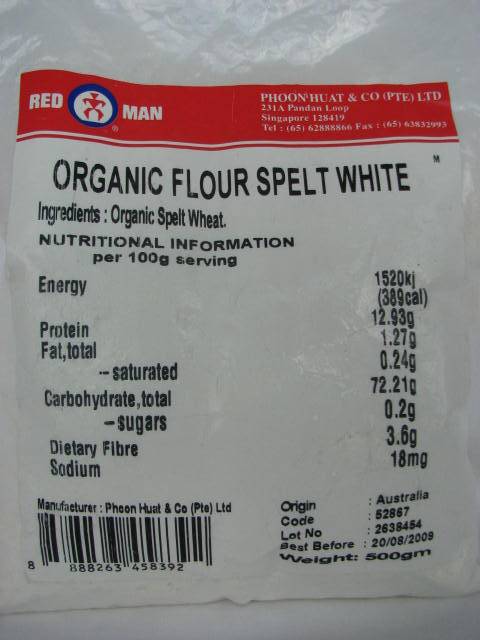 RED MAN
®
PHOON HUAT & CO (PTE) LTD
231A Pandan Loop
Singapore 128419
Tel : (65) 62888866 Fax : (65) 63832993
ORGANIC FLOUR SPELT WHITE M
Ingredients : Organic Spelt Wheat.
NUTRITIONAL INFORMATION
per 100g serving
Energy 1520kj
(389cal)
Protein 12.93g
Fat,total 1.27g
-- saturated 0.24g
Carbohydrate,total 72.21g
-- sugars 0.2g
Dietary Fibre 3.6g
Sodium 18mg
Manufacturer : Phoon Huat & Co (Pte) Ltd
8 888263 458392
Origin : Australia
Code : 52867
Lot No : 2638454
Best Before : 20/08/2009
Weight: 500gm